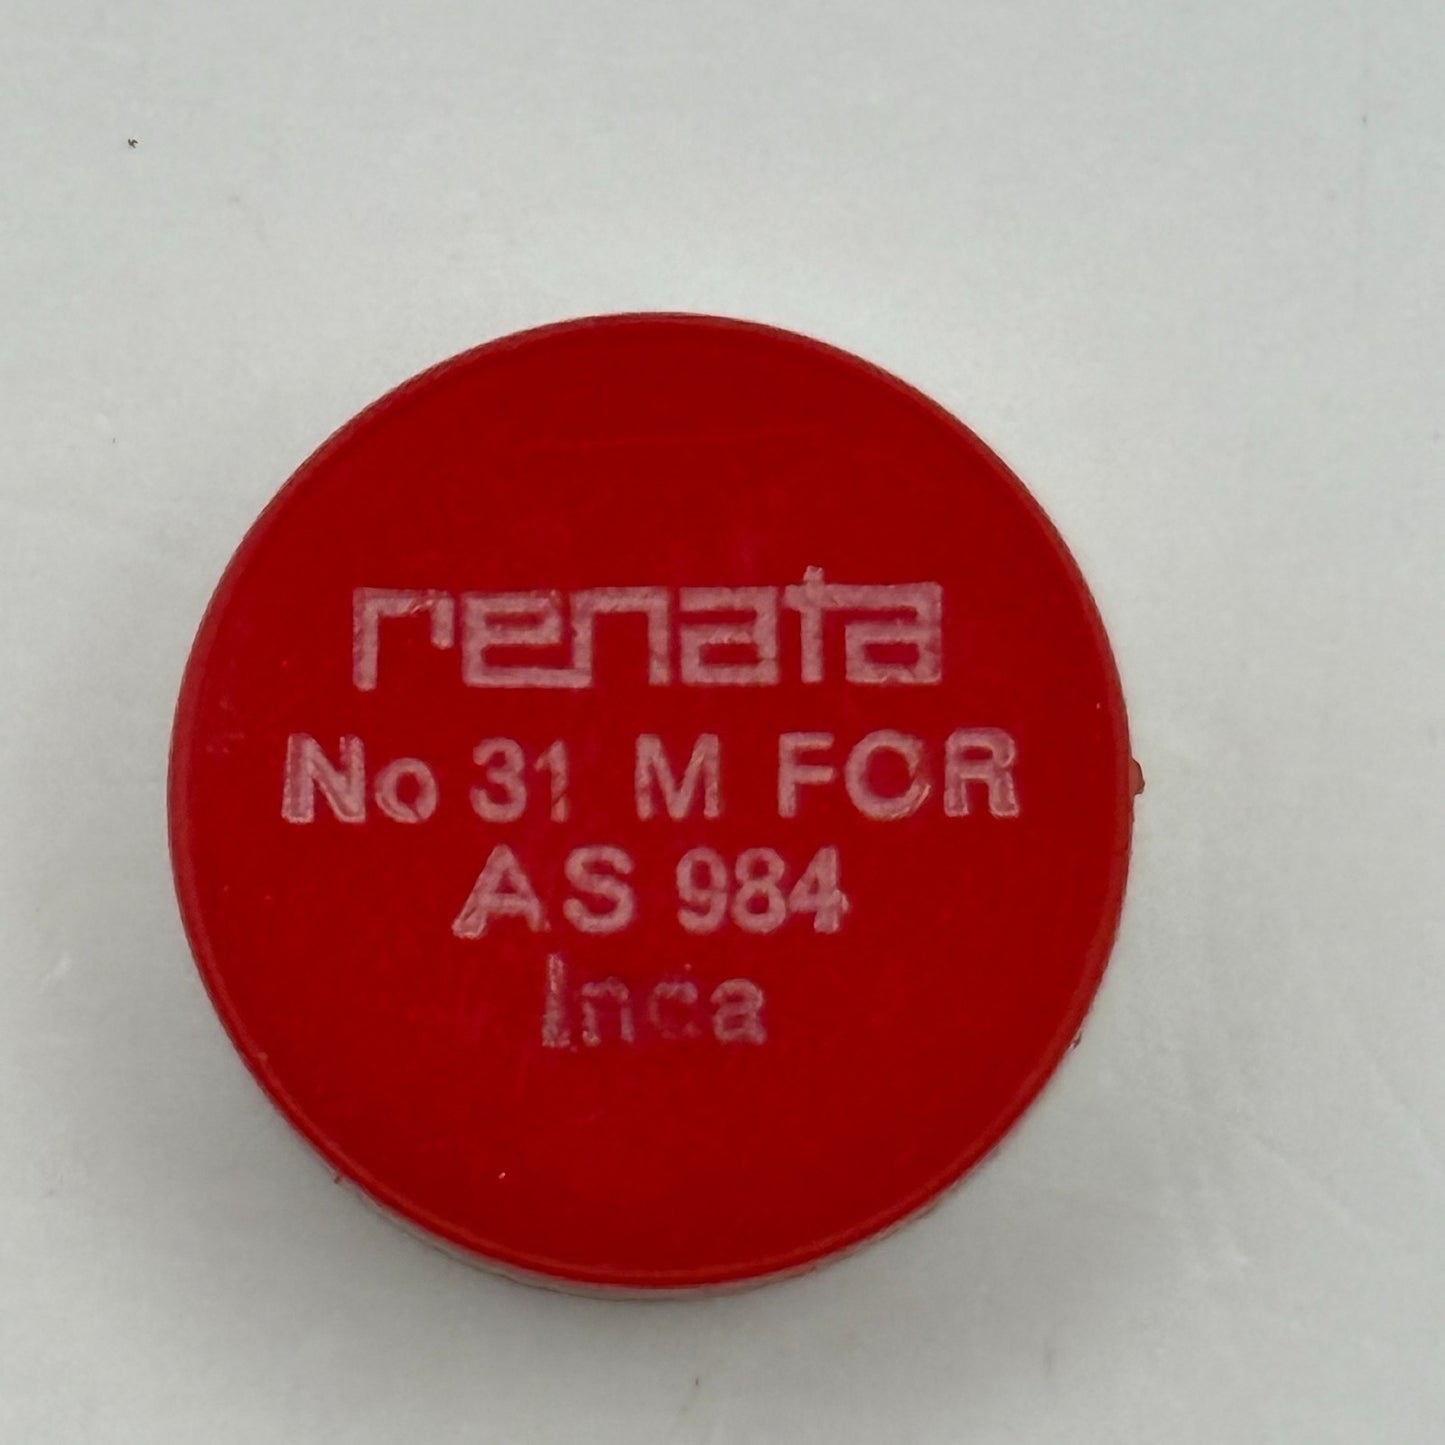 renata
No 31 M FOR
AS 984
Inca